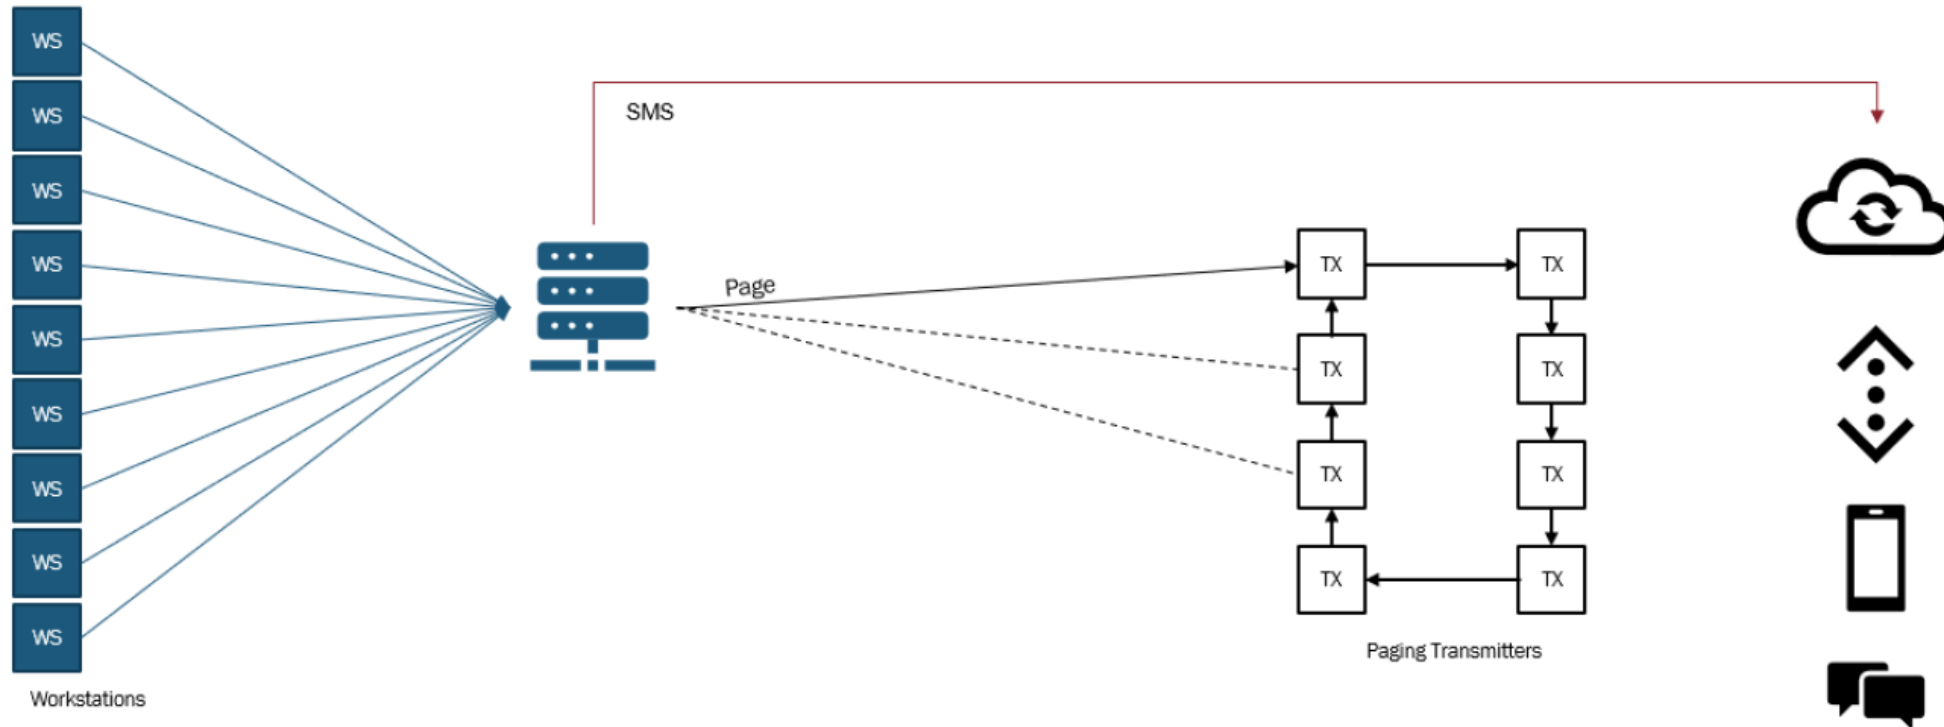 WS
WS
WS
WS
WS
WS
WS
WS
WS
Workstations
SMS
Page
TX
TX
TX
TX
TX
TX
TX
TX
Paging Transmitters